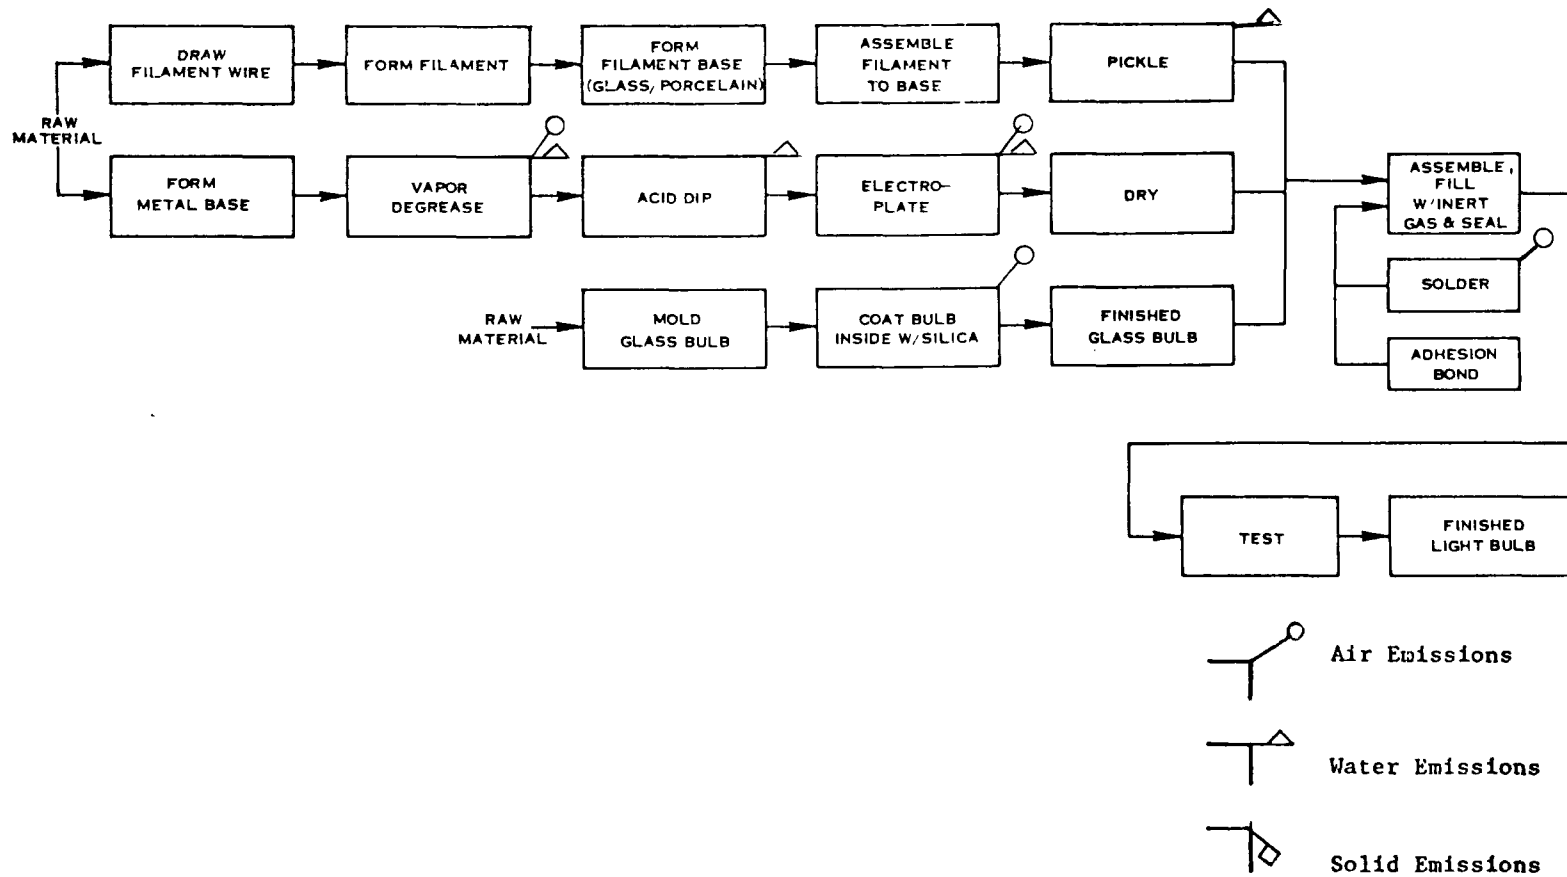 DRAW
FILAMENT WIRE
FORM FILAMENT
FORM
FILAMENT BASE
(GLASS/PORCELAIN)
ASSEMBLE
FILAMENT
TO BASE
PICKLE
RAW
MATERIAL
FORM
METAL BASE
VAPOR
DEGREASE
ACID DIP
ELECTRO-
PLATE
DRY
ASSEMBLE,
FILL
W/INERT
GAS & SEAL
SOLDER
ADHESION
BOND
RAW
MATERIAL
MOLD
GLASS BULB
COAT BULB
INSIDE W/SILICA
FINISHED
GLASS BULB
TEST
FINISHED
LIGHT BULB
Air Emissions
Water Emissions
Solid Emissions